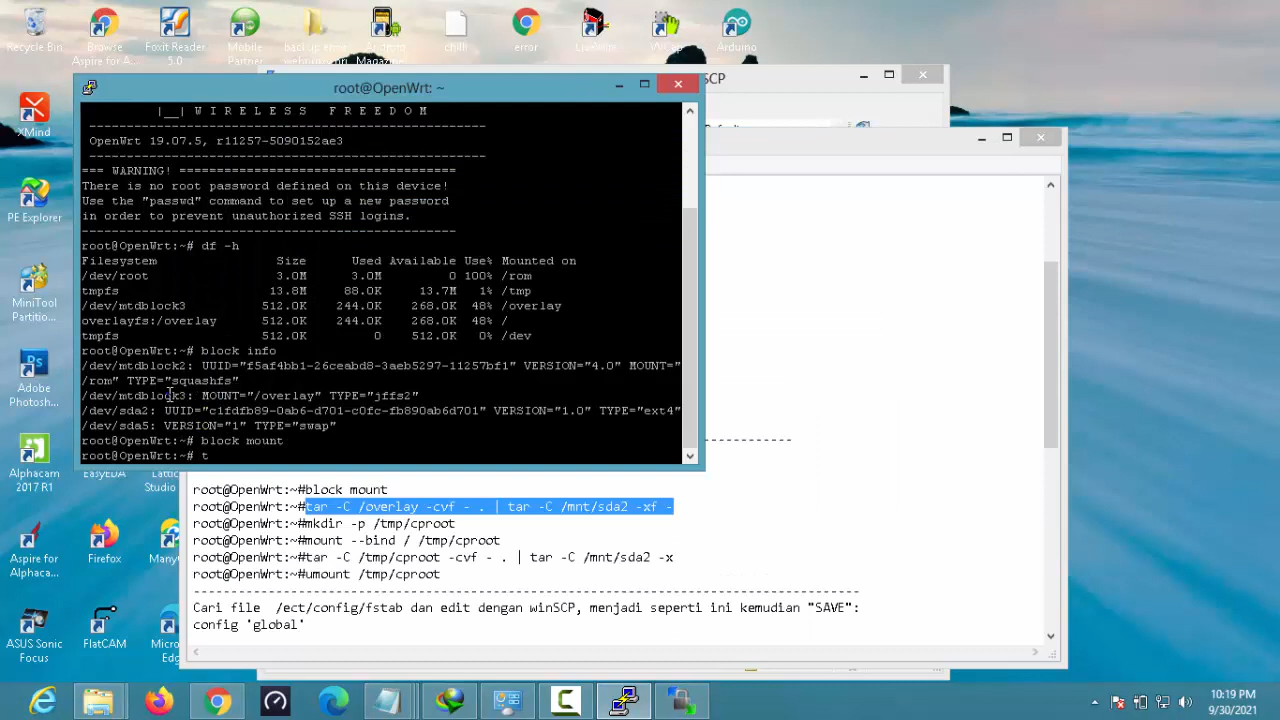 Recycle Bin
Browse
Aspire for A...
Foxit Reader
5.0
Mobile
Partner
Android
Magazine...
chilli
error
Arduino
SCP
root@OpenWrt: ~
|__| W I R E L E S S   F R E E D O M
-----------------------------------------------------
OpenWrt 19.07.5, r11257-5090152ae3
-----------------------------------------------------
=== WARNING! =====================================
There is no root password defined on this device!
Use the "passwd" command to set up a new password
in order to prevent unauthorized SSH logins.
--------------------------------------------------
root@OpenWrt:~# df -h
Filesystem Size Used Available Use% Mounted on
/dev/root 3.0M 3.0M 0 100% /rom
tmpfs 13.8M 88.0K 13.7M 1% /tmp
/dev/mtdblock3 512.0K 244.0K 268.0K 48% /overlay
overlayfs:/overlay 512.0K 244.0K 268.0K 48% /
tmpfs 512.0K 0 512.0K 0% /dev
root@OpenWrt:~# block info
/dev/mtdblock2: UUID="f5af4bb1-26ceabd8-3aeb5297-11257bf1" VERSION="4.0" MOUNT="
/rom" TYPE="squashfs"
/dev/mtdblock3: MOUNT="/overlay" TYPE="jffs2"
/dev/sda2: UUID="c1fdfb89-0ab6-d701-c0fc-fb890ab6d701" VERSION="1.0" TYPE="ext4"
/dev/sda5: VERSION="1" TYPE="swap"
root@OpenWrt:~# block mount
root@OpenWrt:~# t
XMind
PE Explorer
MiniTool
Partitio...
Adobe
Photosh...
Alphacam
2017 R1
EasyEDA
Studio
Aspire for
Alphaca...
Firefox
ManyC
ASUS Sonic
Focus
FlatCAM
Micros
Edg
root@OpenWrt:~#block mount
root@OpenWrt:~#tar -C /overlay -cvf - . | tar -C /mnt/sda2 -xf -
root@OpenWrt:~#mkdir -p /tmp/cproot
root@OpenWrt:~#mount --bind / /tmp/cproot
root@OpenWrt:~#tar -C /tmp/cproot -cvf - . | tar -C /mnt/sda2 -x
root@OpenWrt:~#umount /tmp/cproot
Cari file  /ect/config/fstab dan edit dengan winSCP, menjadi seperti ini kemudian "SAVE":
config 'global'
10:19 PM
9/30/2021